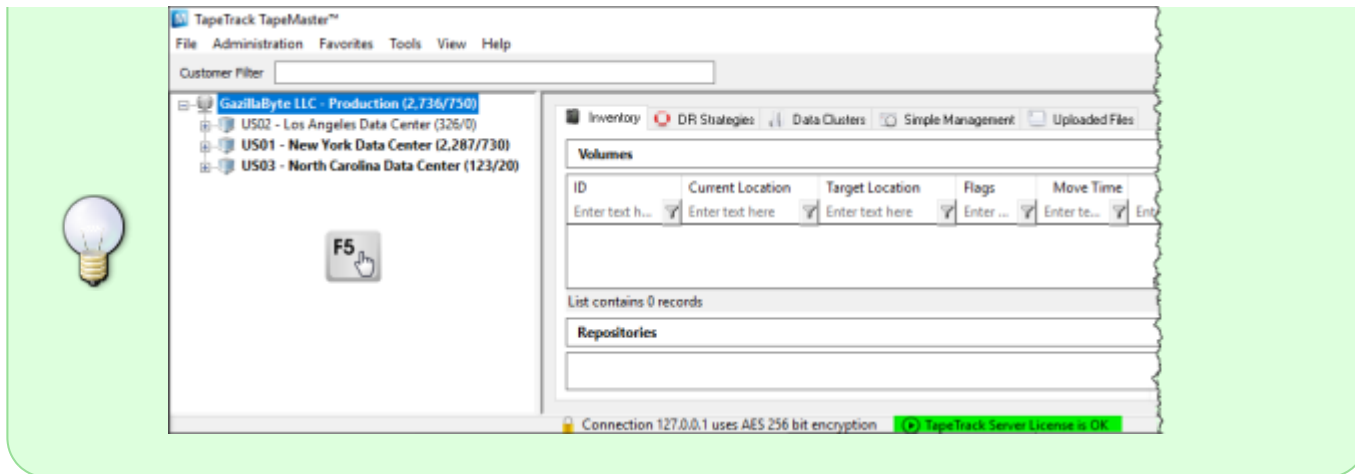 TapeTrack TapeMaster™
File Administration Favorites Tools View Help
Customer Filter
GazillaByte LLC - Production (2,736/750)
US02 - Los Angeles Data Center (326/0)
US01 - New York Data Center (2,287/730)
US03 - North Carolina Data Center (123/20)
F5
Inventory DR Strategies Data Clusters Simple Management Uploaded Files
Volumes
ID Current Location Target Location Flags Move Time
Enter text h... Enter text here Enter text here Enter ... Enter te... Ent
List contains 0 records
Repositories
Connection 127.0.0.1 uses AES 256 bit encryption TapeTrack Server License is OK